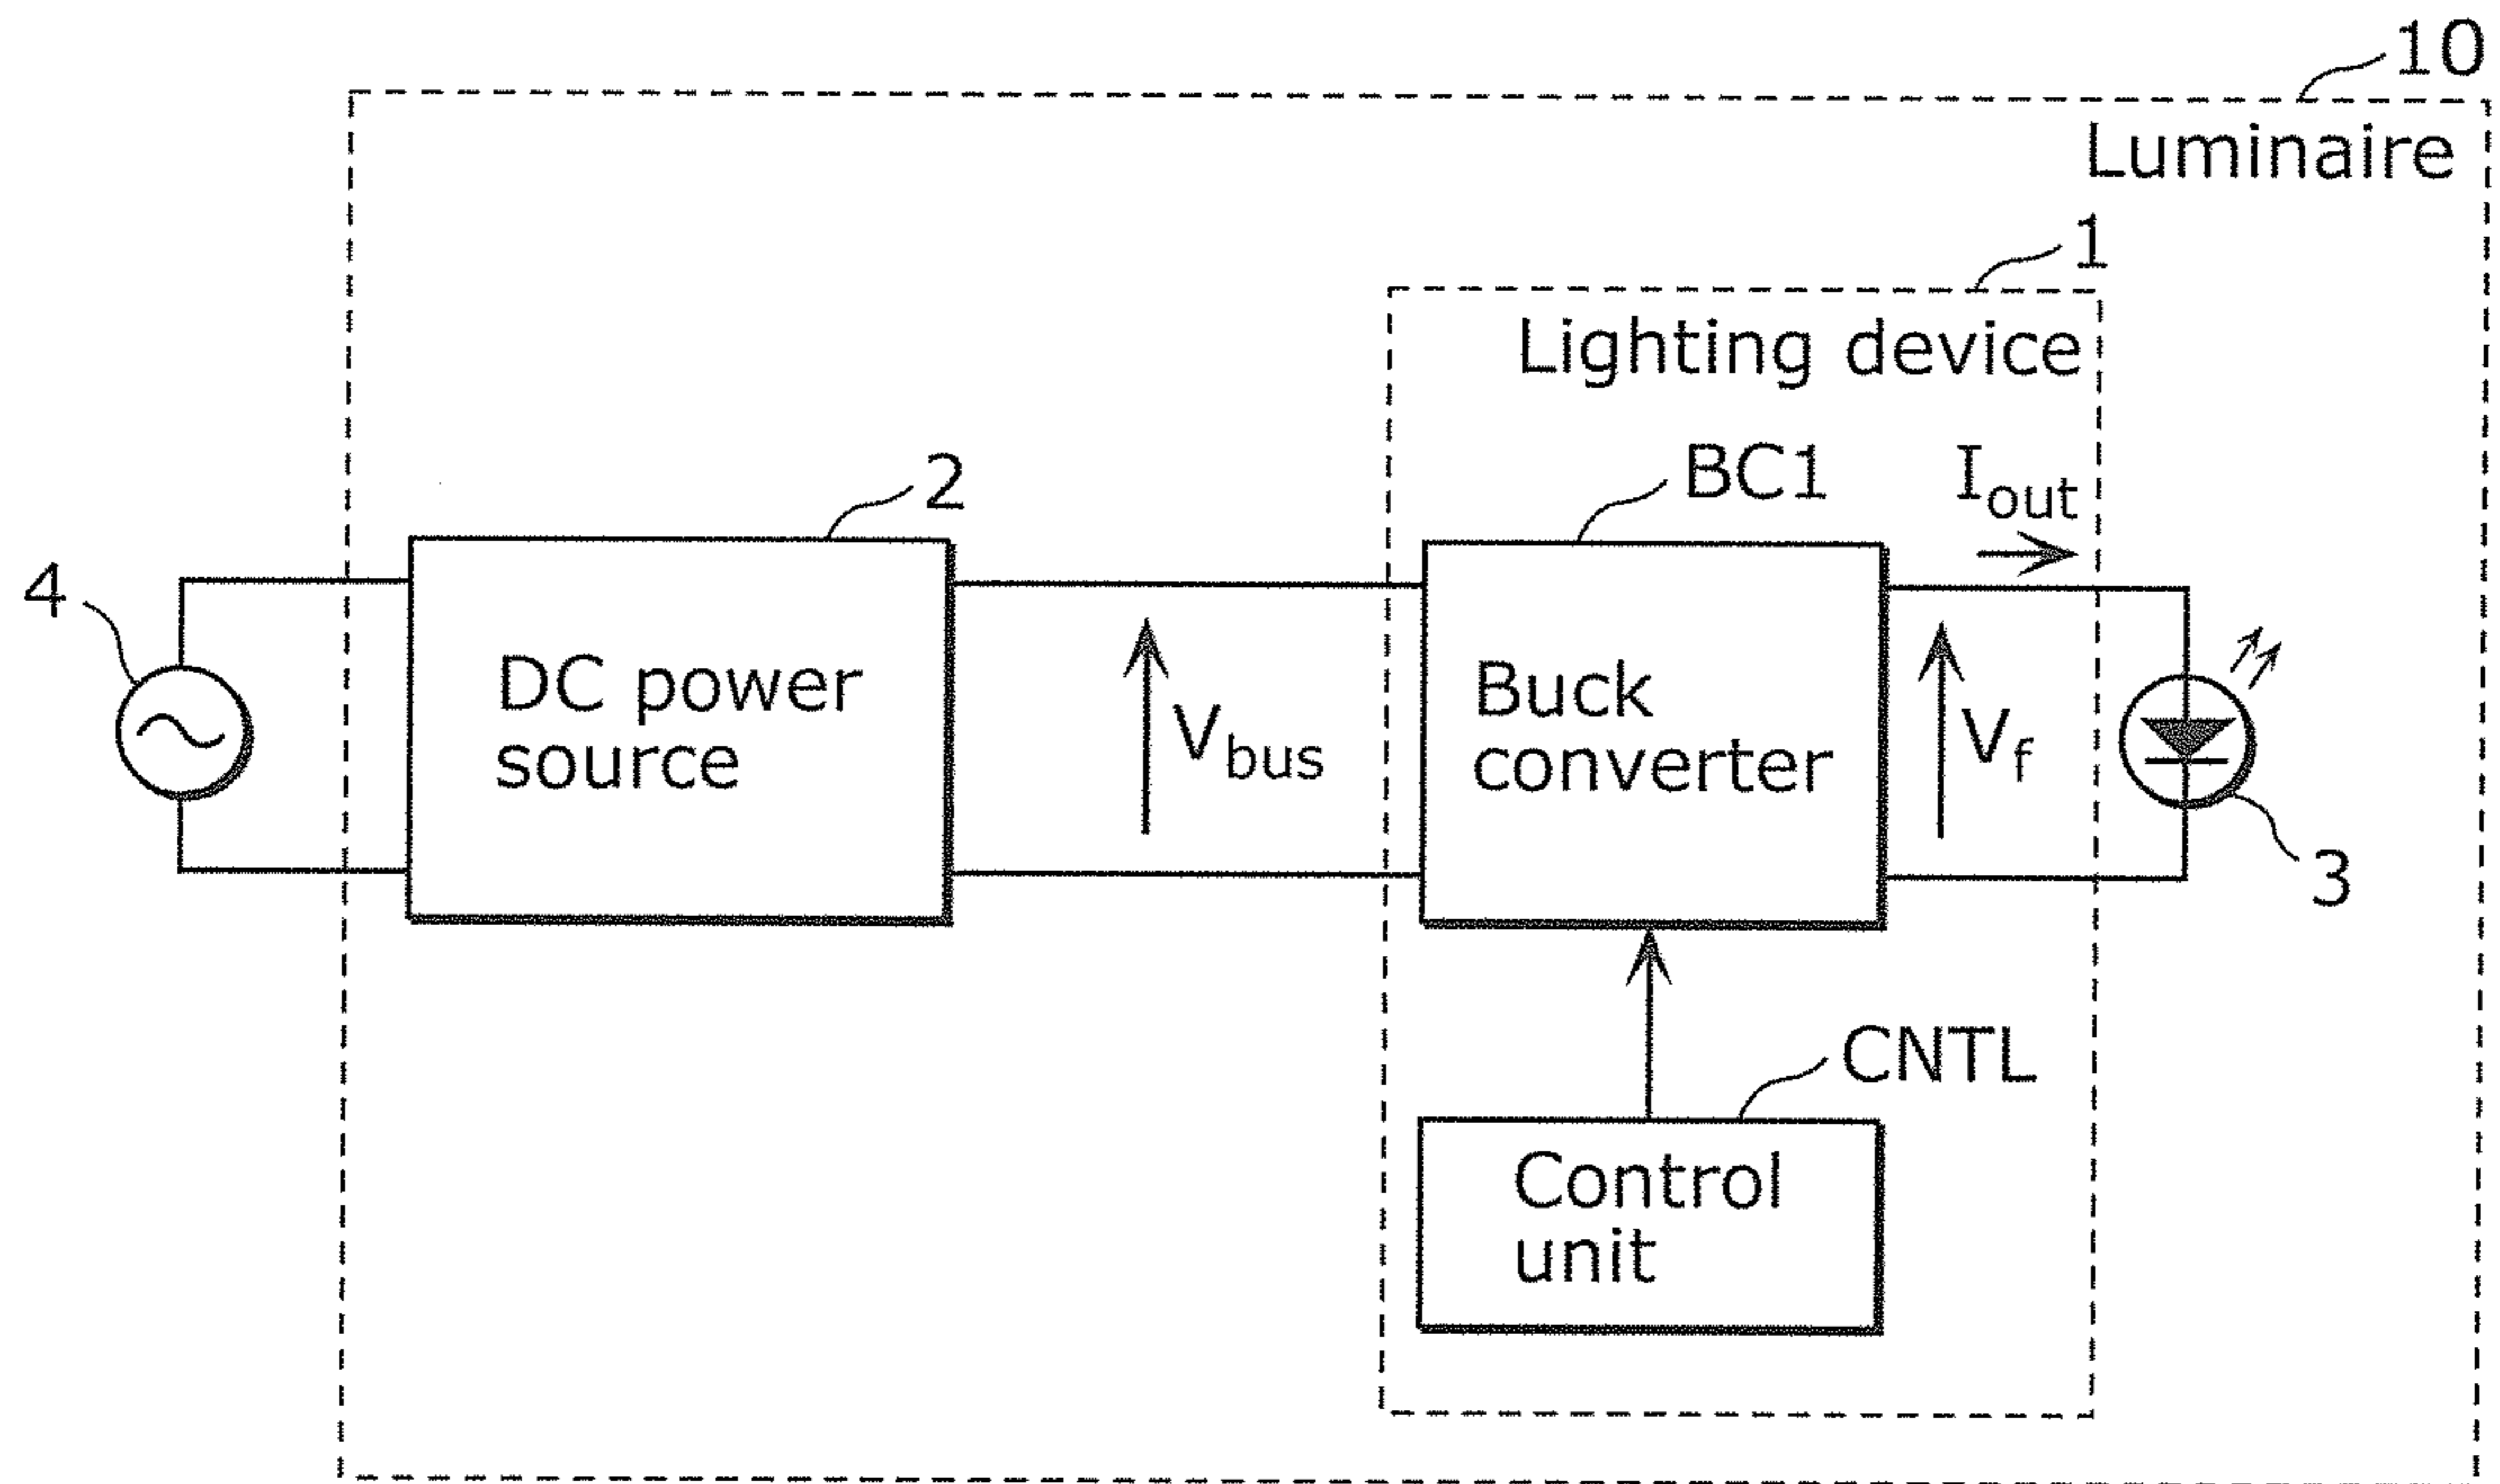 10
Luminaire
1
Lighting device
2
BC1
Iout
4
DC power
source
Vbus
Buck
converter
Vf
3
CNTL
Control
unit